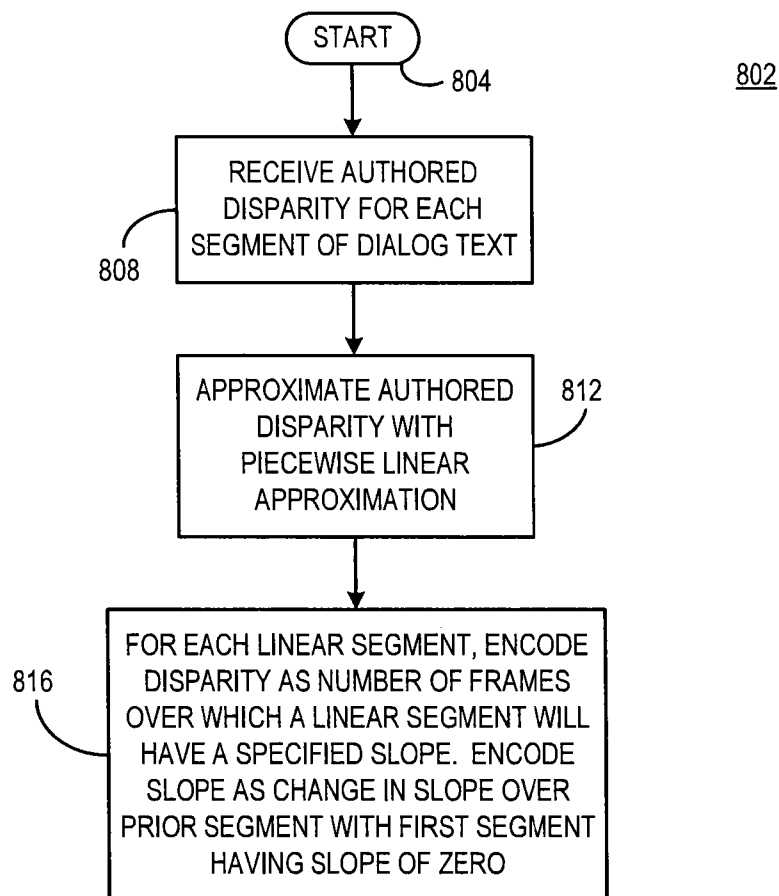 START
804
802
RECEIVE AUTHORED
DISPARITY FOR EACH
SEGMENT OF DIALOG TEXT
808
APPROXIMATE AUTHORED
DISPARITY WITH
PIECEWISE LINEAR
APPROXIMATION
812
FOR EACH LINEAR SEGMENT, ENCODE
DISPARITY AS NUMBER OF FRAMES
OVER WHICH A LINEAR SEGMENT WILL
HAVE A SPECIFIED SLOPE.  ENCODE
SLOPE AS CHANGE IN SLOPE OVER
PRIOR SEGMENT WITH FIRST SEGMENT
HAVING SLOPE OF ZERO
816